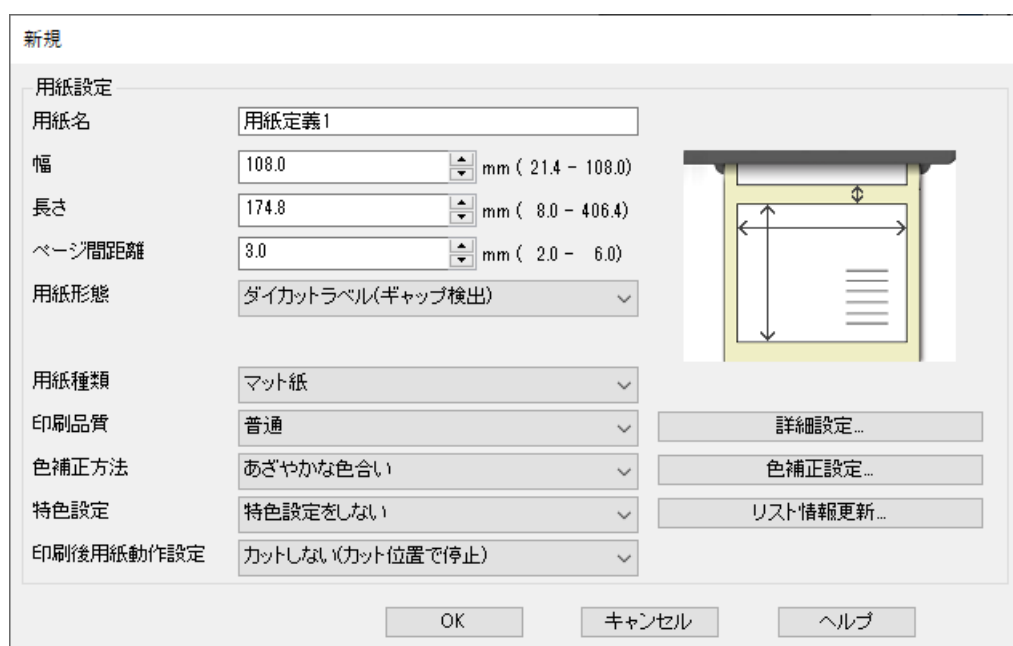 新規
用紙設定
用紙名 用紙定義1
幅 108.0 mm ( 21.4 - 108.0)
長さ 174.8 mm ( 8.0 - 406.4)
ページ間距離 3.0 mm ( 2.0 - 6.0)
用紙形態 ダイカットラベル(ギャップ検出)
用紙種類 マット紙
印刷品質 普通 詳細設定...
色補正方法 あざやかな色合い 色補正設定...
特色設定 特色設定をしない リスト情報更新...
印刷後用紙動作設定 カットしない(カット位置で停止)
OK キャンセル ヘルプ